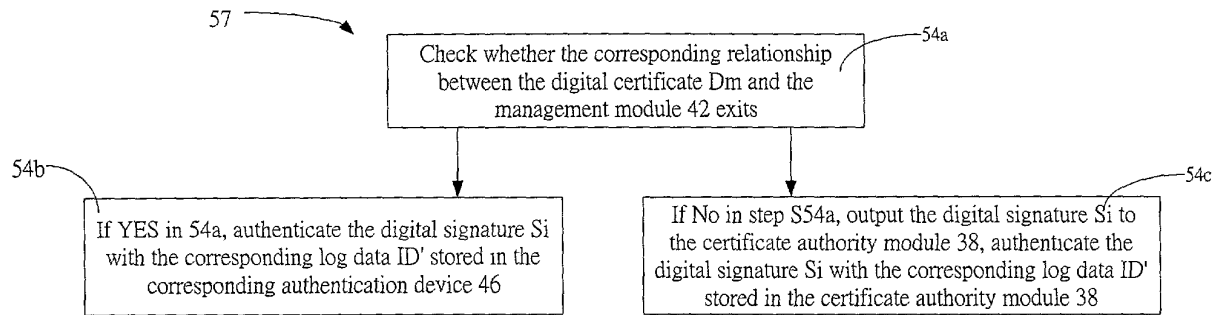 57
54a
Check whether the corresponding relationship
between the digital certificate Dm and the
management module 42 exits
54b
If YES in 54a, authenticate the digital signature Si
with the corresponding log data ID' stored in the
corresponding authentication device 46
54c
If No in step S54a, output the digital signature Si to
the certificate authority module 38, authenticate the
digital signature Si with the corresponding log data ID'
stored in the certificate authority module 38